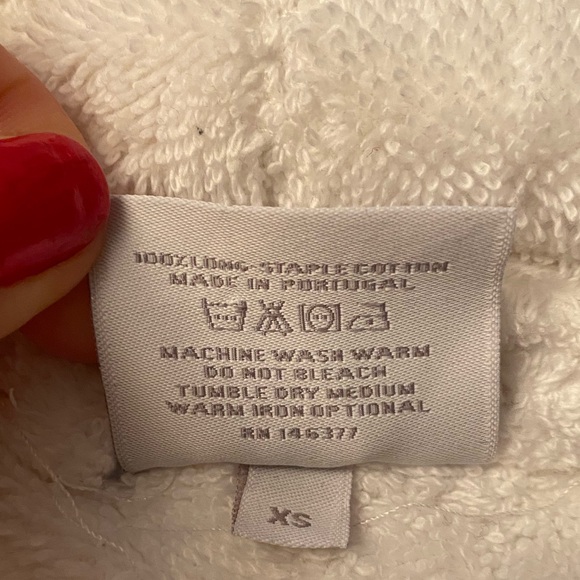 100% LONG-STAPLE COTTON
MADE IN PORTUGAL
MACHINE WASH WARM
DO NOT BLEACH
TUMBLE DRY MEDIUM
WARM IRON OPTIONAL
RN 146377
XS